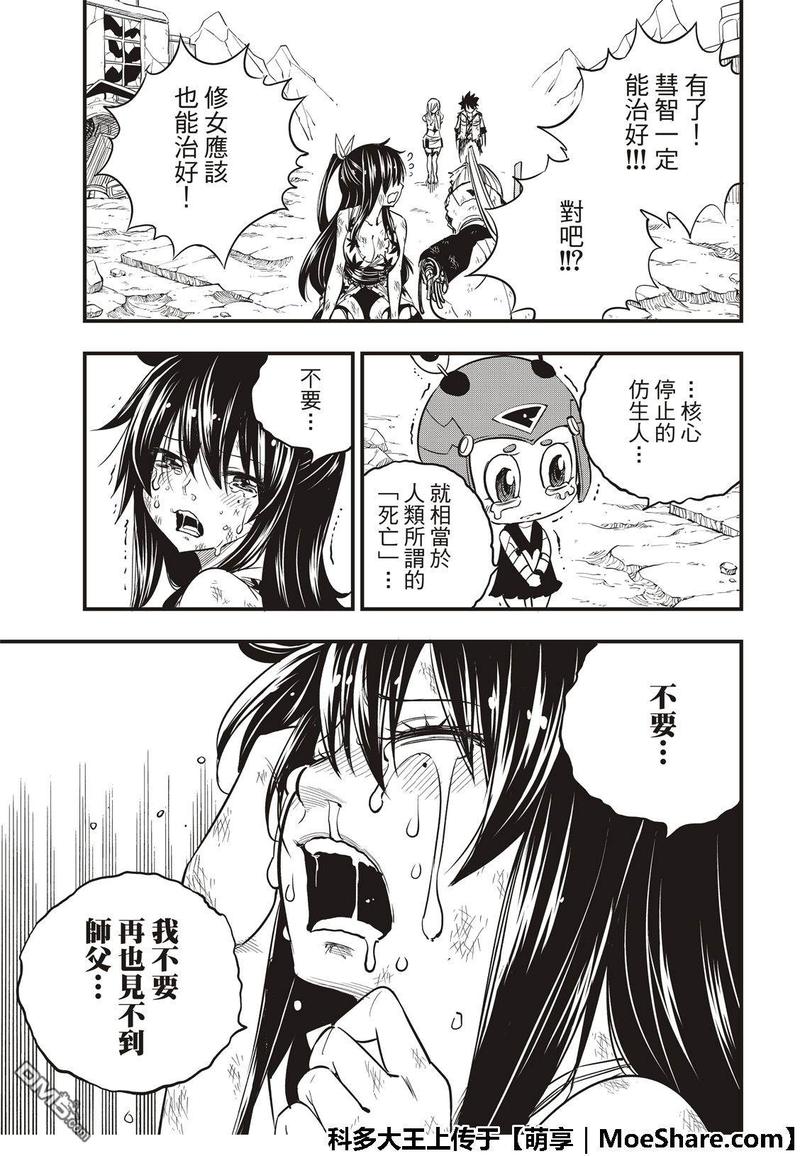 有了！
彗智一定
能治好!!!
對吧!!?
修女應該
也能治好！
…核心
停止的
仿生人…
就相當於
人類所謂的
「死亡」…
不要…
不要…
我不要
再也見不到
師父…
DM5.com
科多大王上传于【萌享｜MoeShare.com】